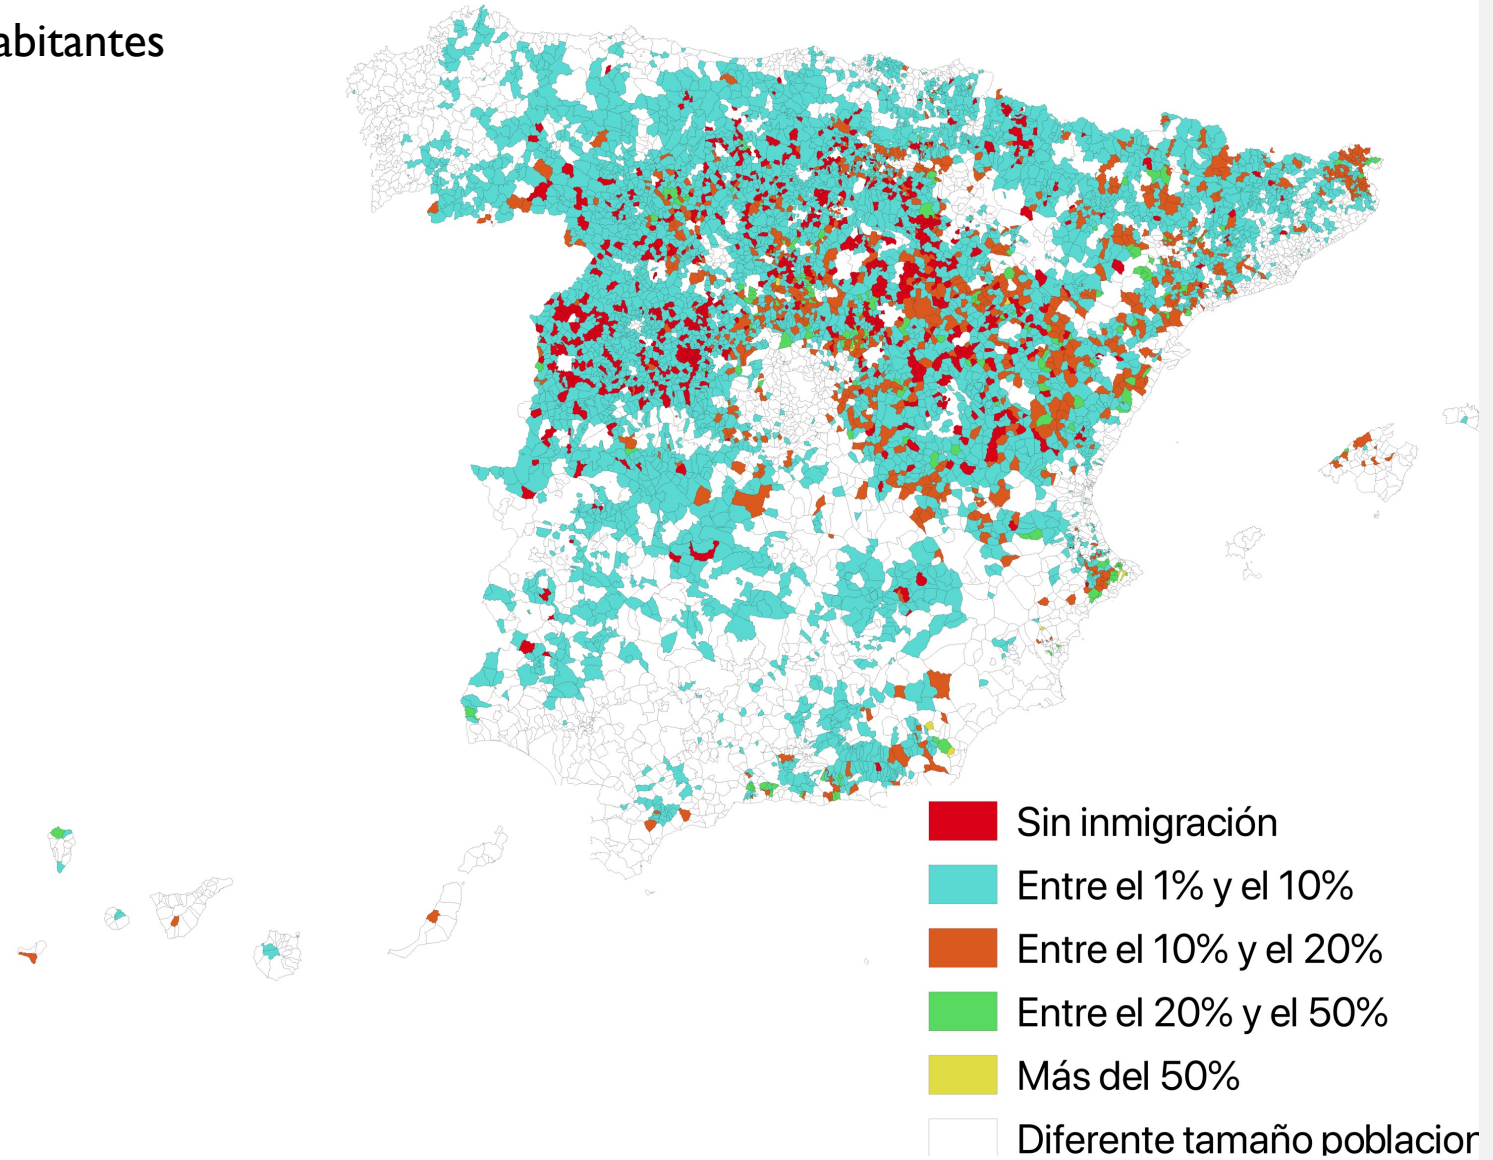 abitantes
Sin inmigración
Entre el 1% y el 10%
Entre el 10% y el 20%
Entre el 20% y el 50%
Más del 50%
Diferente tamaño poblacion